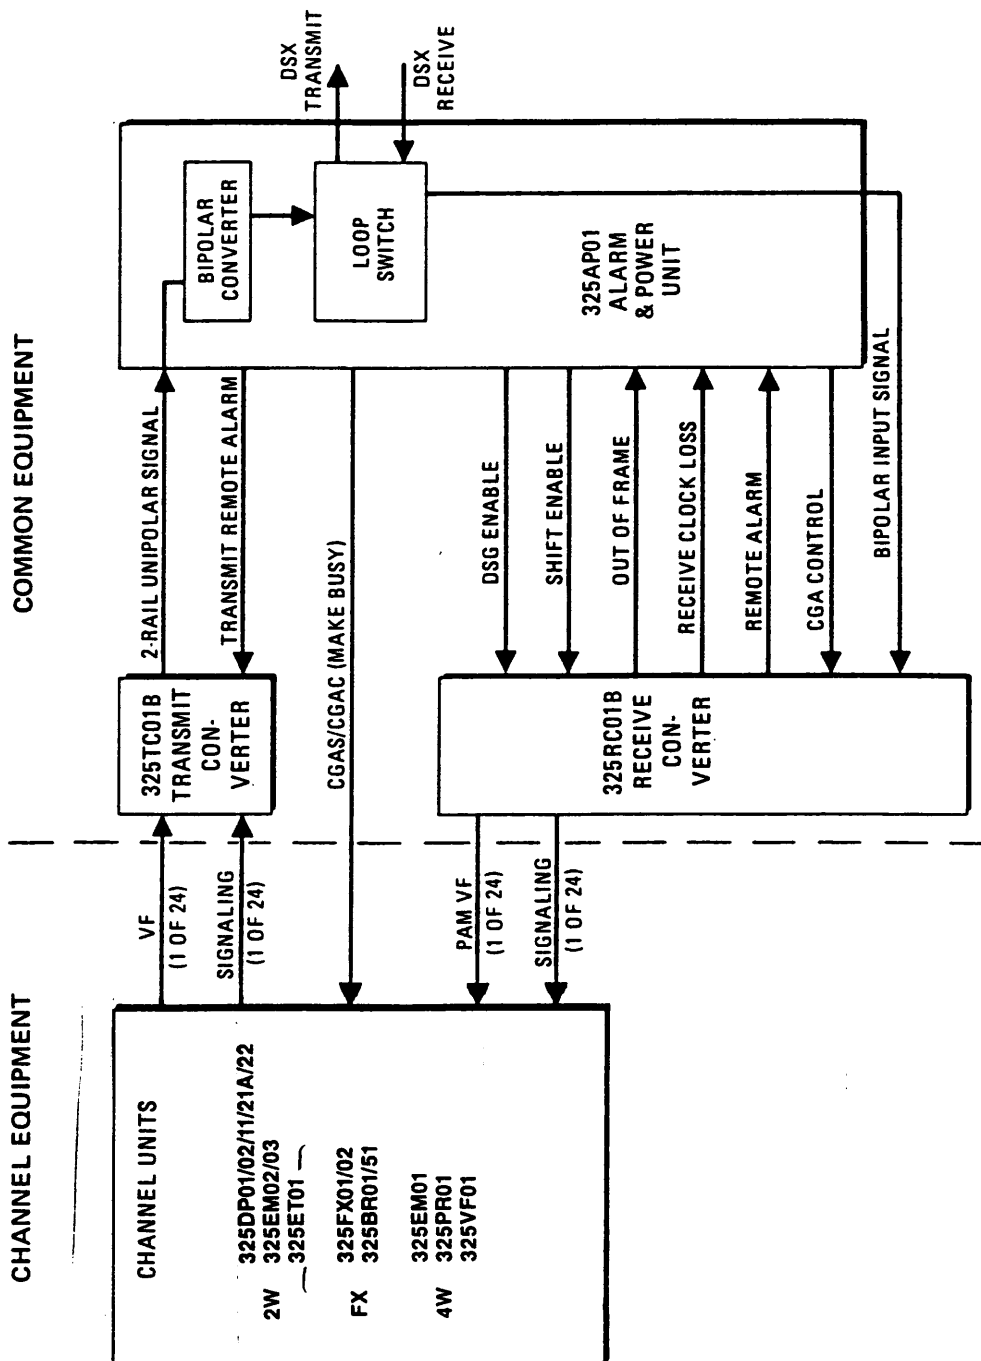 CHANNEL EQUIPMENT
COMMON EQUIPMENT
CHANNEL UNITS
325DP01/02/11/21A/22
2W 325EM02/03
325ET01
FX 325FX01/02
325BR01/51
325EM01
4W 325PR01
325VF01
VF
(1 OF 24)
SIGNALING
(1 OF 24)
PAM VF
(1 OF 24)
SIGNALING
(1 OF 24)
325TC01B
TRANSMIT
CON-
VERTER
2-RAIL UNIPOLAR SIGNAL
TRANSMIT REMOTE ALARM
CGAS/CGAC (MAKE BUSY)
325RC01B
RECEIVE
CON-
VERTER
DSG ENABLE
SHIFT ENABLE
OUT OF FRAME
RECEIVE CLOCK LOSS
REMOTE ALARM
CGA CONTROL
BIPOLAR INPUT SIGNAL
BIPOLAR
CONVERTER
LOOP
SWITCH
325AP01
ALARM
& POWER
UNIT
DSX
TRANSMIT
DSX
RECEIVE